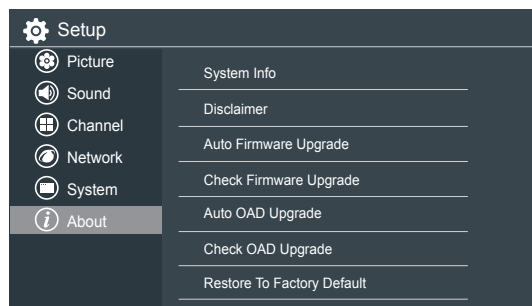 Setup
Picture
Sound
Channel
Network
System
About
System Info
Disclaimer
Auto Firmware Upgrade
Check Firmware Upgrade
Auto OAD Upgrade
Check OAD Upgrade
Restore To Factory Default